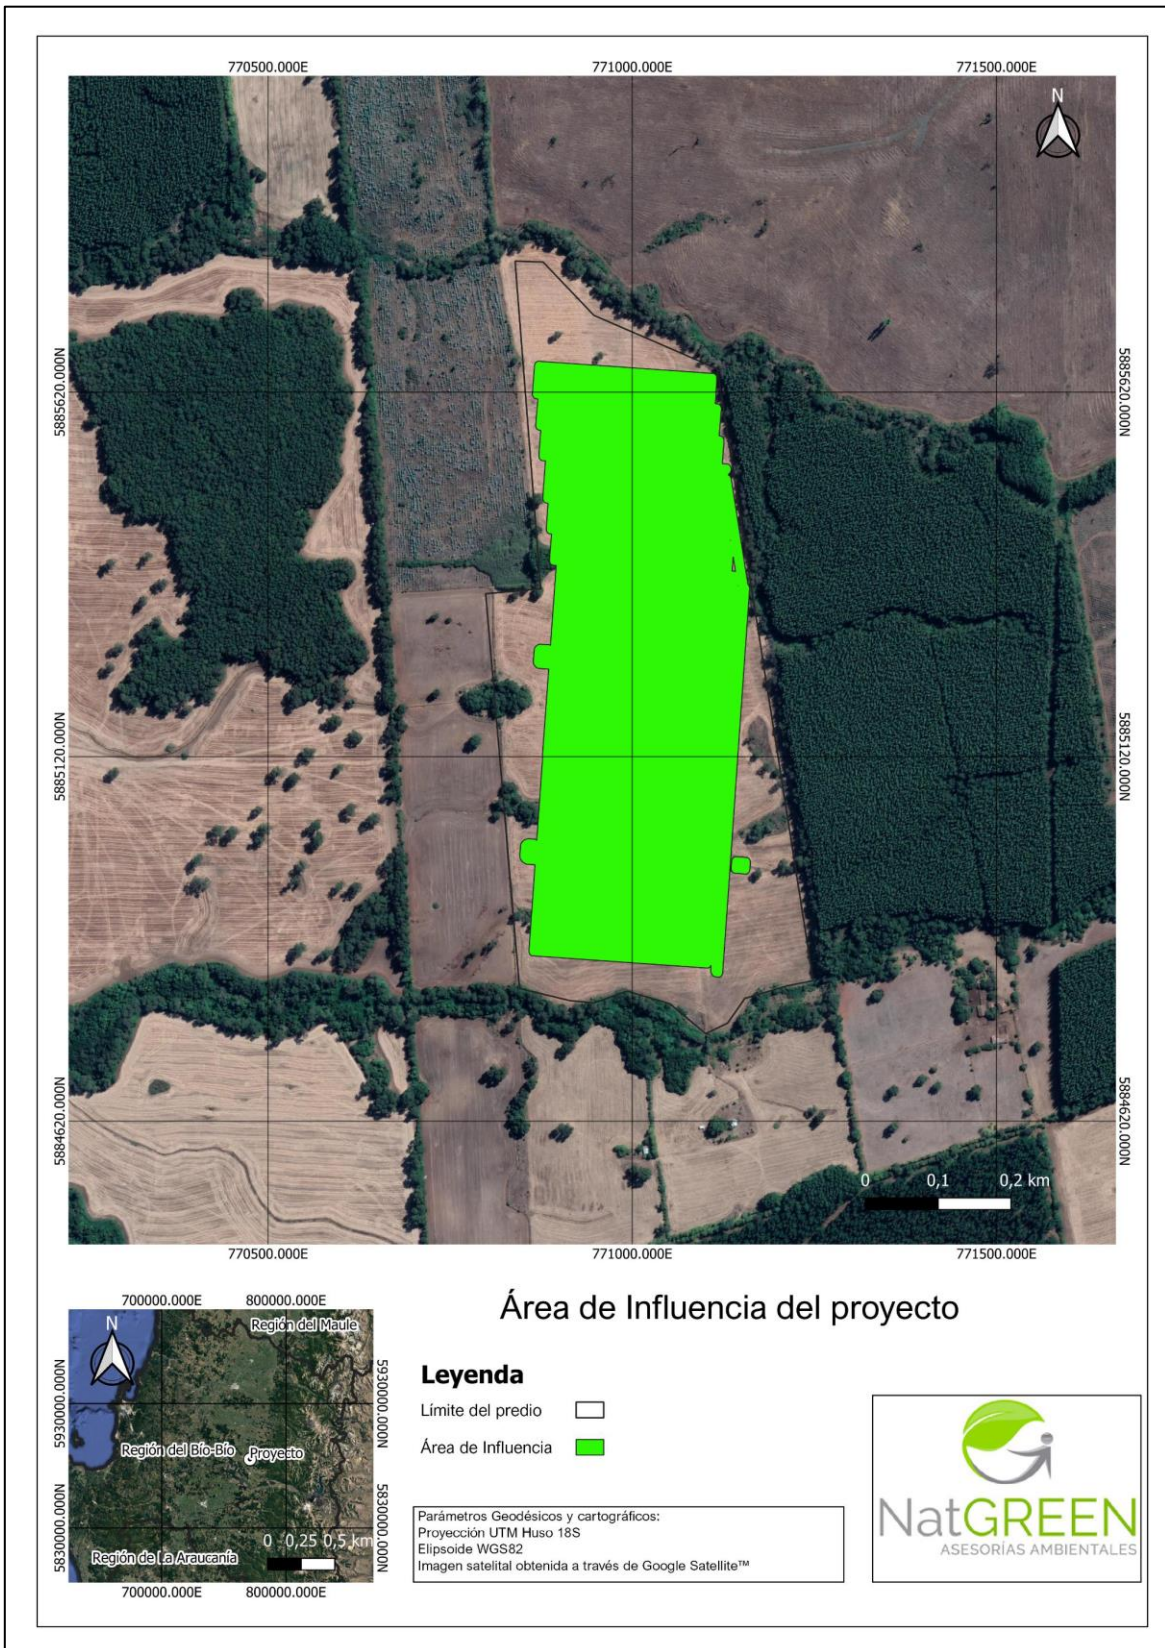 770500.000E 771000.000E 771500.000E
N
5885620.000N 5885620.000N
5885120.000N 5885120.000N
5884620.000N 5884620.000N
0 0,1 0,2 km
770500.000E 771000.000E 771500.000E
Área de Influencia del proyecto
700000.000E 800000.000E
N
Región del Maule
5930000.000N 5930000.000N
Región del Bío-Bío
Proyecto
5830000.000N 5830000.000N
0 0,25 0,5 km
Región de La Araucanía
700000.000E 800000.000E
Leyenda
Límite del predio
Área de Influencia
Parámetros Geodésicos y cartográficos:
Proyección UTM Huso 18S
Elipsoide WGS82
Imagen satelital obtenida a través de Google Satellite™
NatGREEN
ASESORÍAS AMBIENTALES